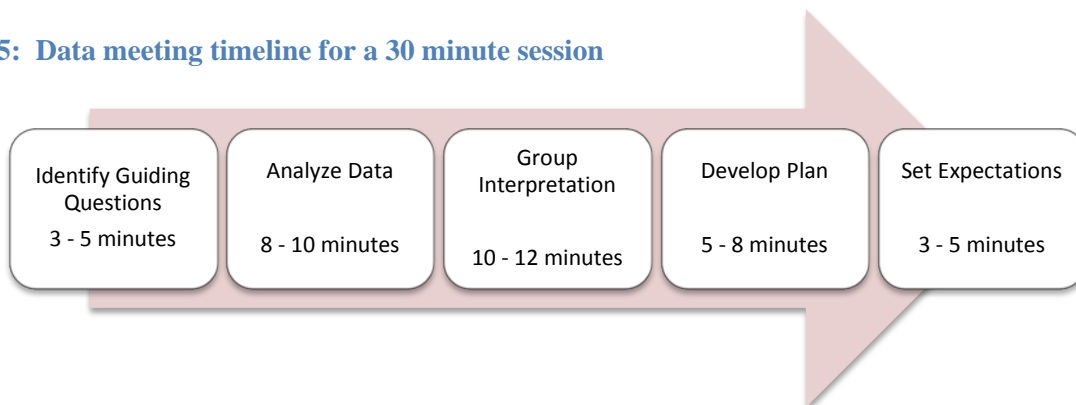 5: Data meeting timeline for a 30 minute session
Identify Guiding
Questions
3 - 5 minutes
Analyze Data
8 - 10 minutes
Group
Interpretation
10 - 12 minutes
Develop Plan
5 - 8 minutes
Set Expectations
3 - 5 minutes